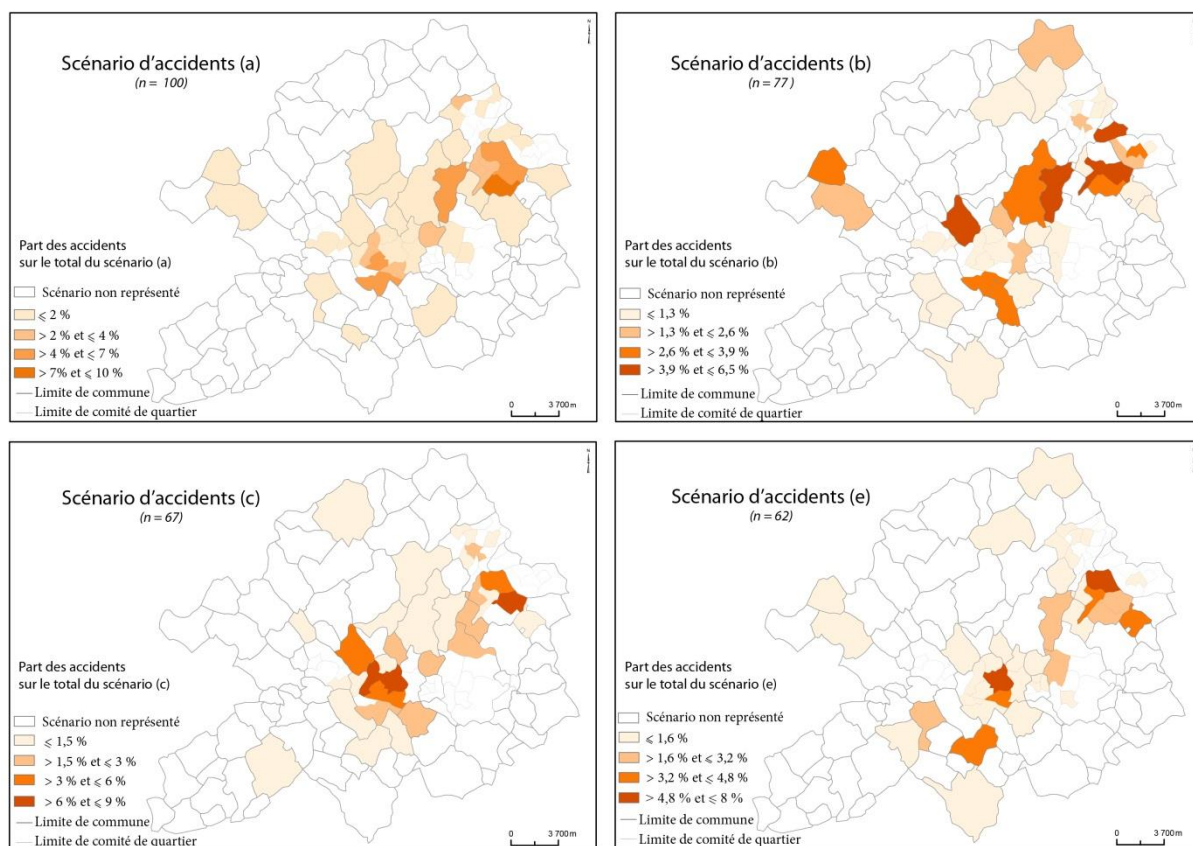 Scénario d'accidents (a)
(n = 100)
Part des accidents
sur le total du scénario (a)
Scénario non représenté
⩽ 2 %
> 2 % et ⩽ 4 %
> 4 % et ⩽ 7 %
> 7% et ⩽ 10 %
Limite de commune
Limite de comité de quartier
0 3 700 m
Scénario d'accidents (b)
(n = 77 )
Part des accidents
sur le total du scénario (b)
Scénario non représenté
⩽ 1,3 %
> 1,3 % et ⩽ 2,6 %
> 2,6 % et ⩽ 3,9 %
> 3,9 % et ⩽ 6,5 %
Limite de commune
Limite de comité de quartier
0 3 700 m
Scénario d'accidents (c)
(n = 67)
Part des accidents
sur le total du scénario (c)
Scénario non représenté
⩽ 1,5 %
> 1,5 % et ⩽ 3 %
> 3 % et ⩽ 6 %
> 6 % et ⩽ 9 %
Limite de commune
Limite de comité de quartier
0 3 700 m
Scénario d'accidents (e)
(n = 62)
Part des accidents
sur le total du scénario (e)
Scénario non représenté
⩽ 1,6 %
> 1,6 % et ⩽ 3,2 %
> 3,2 % et ⩽ 4,8 %
> 4,8 % et ⩽ 8 %
Limite de commune
Limite de comité de quartier
0 3 700 m